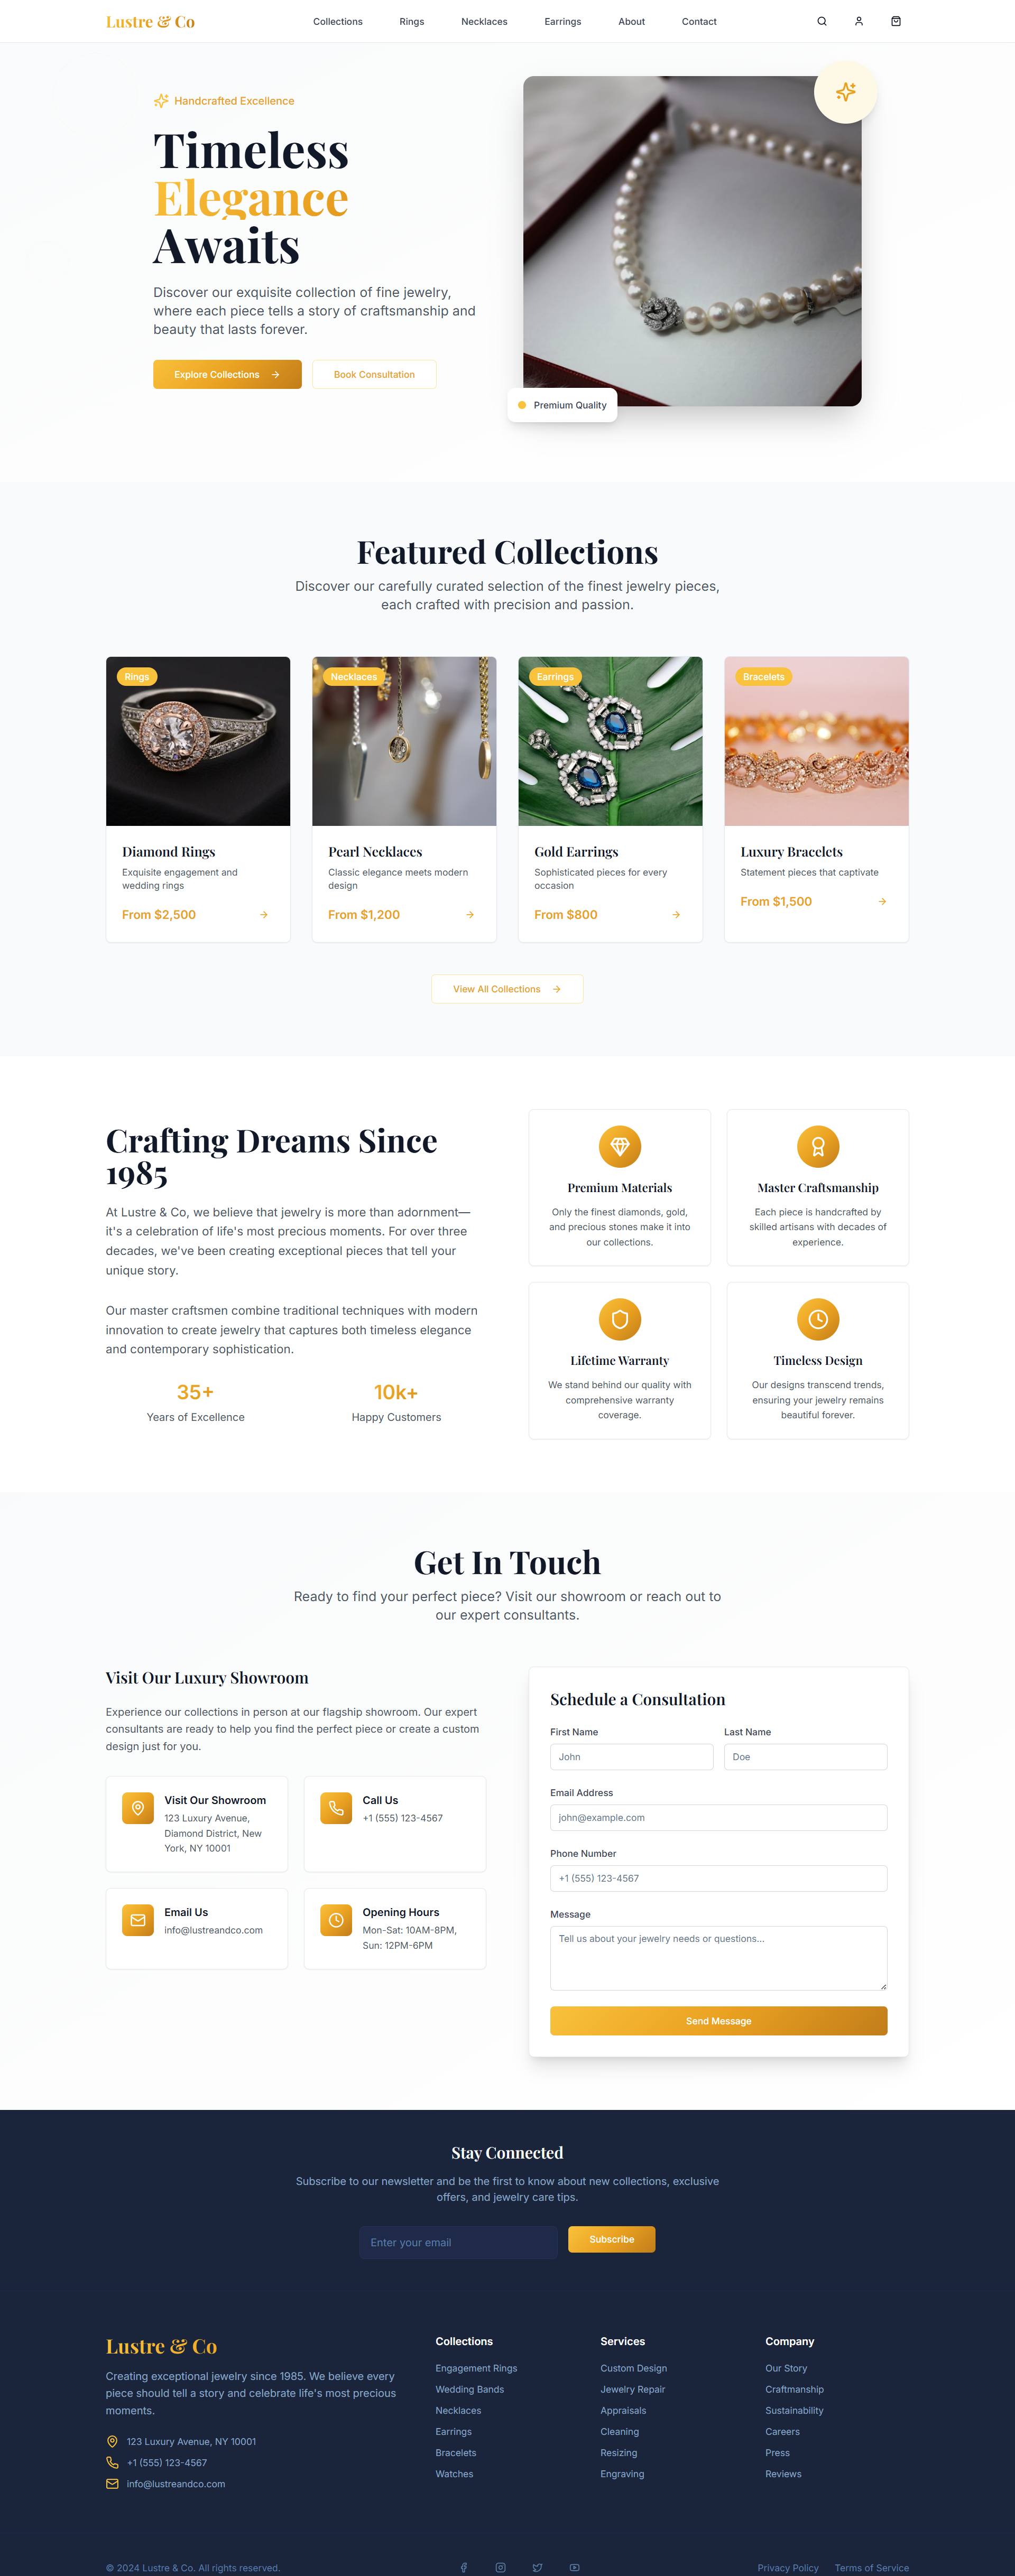 Lustre & Co
Collections
Rings
Necklaces
Earrings
About
Contact
Handcrafted Excellence
Timeless
Elegance
Awaits
Discover our exquisite collection of fine jewelry,
where each piece tells a story of craftsmanship and
beauty that lasts forever.
Explore Collections
Book Consultation
Premium Quality
Featured Collections
Discover our carefully curated selection of the finest jewelry pieces,
each crafted with precision and passion.
Rings
Diamond Rings
Exquisite engagement and
wedding rings
From $2,500
Necklaces
Pearl Necklaces
Classic elegance meets modern
design
From $1,200
Earrings
Gold Earrings
Sophisticated pieces for every
occasion
From $800
Bracelets
Luxury Bracelets
Statement pieces that captivate
From $1,500
View All Collections
Crafting Dreams Since
1985
At Lustre & Co, we believe that jewelry is more than adornment—
it's a celebration of life's most precious moments. For over three
decades, we've been creating exceptional pieces that tell your
unique story.
Our master craftsmen combine traditional techniques with modern
innovation to create jewelry that captures both timeless elegance
and contemporary sophistication.
35+
Years of Excellence
10k+
Happy Customers
Premium Materials
Only the finest diamonds, gold,
and precious stones make it into
our collections.
Master Craftsmanship
Each piece is handcrafted by
skilled artisans with decades of
experience.
Lifetime Warranty
We stand behind our quality with
comprehensive warranty
coverage.
Timeless Design
Our designs transcend trends,
ensuring your jewelry remains
beautiful forever.
Get In Touch
Ready to find your perfect piece? Visit our showroom or reach out to
our expert consultants.
Visit Our Luxury Showroom
Experience our collections in person at our flagship showroom. Our expert
consultants are ready to help you find the perfect piece or create a custom
design just for you.
Visit Our Showroom
123 Luxury Avenue,
Diamond District, New
York, NY 10001
Call Us
+1 (555) 123-4567
Email Us
info@lustreandco.com
Opening Hours
Mon-Sat: 10AM-8PM,
Sun: 12PM-6PM
Schedule a Consultation
First Name
Last Name
John
Doe
Email Address
john@example.com
Phone Number
+1 (555) 123-4567
Message
Tell us about your jewelry needs or questions...
Send Message
Stay Connected
Subscribe to our newsletter and be the first to know about new collections, exclusive
offers, and jewelry care tips.
Enter your email
Subscribe
Lustre & Co
Creating exceptional jewelry since 1985. We believe every
piece should tell a story and celebrate life's most precious
moments.
123 Luxury Avenue, NY 10001
+1 (555) 123-4567
info@lustreandco.com
Collections
Engagement Rings
Wedding Bands
Necklaces
Earrings
Bracelets
Watches
Services
Custom Design
Jewelry Repair
Appraisals
Cleaning
Resizing
Engraving
Company
Our Story
Craftmanship
Sustainability
Careers
Press
Reviews
© 2024 Lustre & Co. All rights reserved.
Privacy Policy
Terms of Service